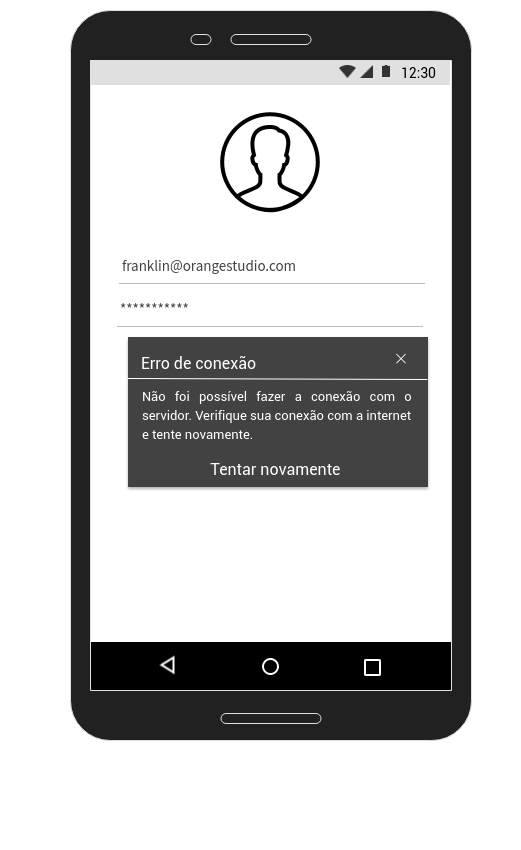 12:30
franklin@orangestudio.com
***********
Erro de conexão
Não foi possível fazer a conexão com o
servidor. Verifique sua conexão com a internet
e tente novamente.
Tentar novamente